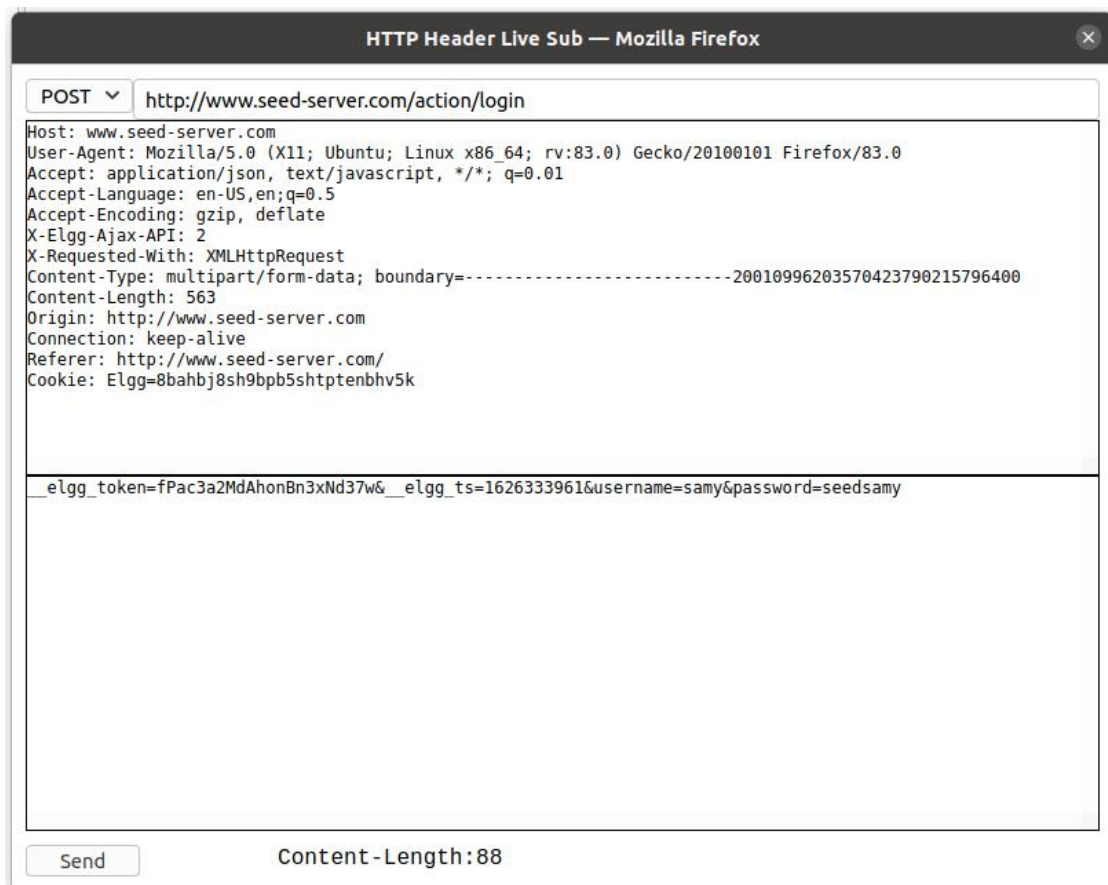 HTTP Header Live Sub — Mozilla Firefox
POST http://www.seed-server.com/action/login
Host: www.seed-server.com
User-Agent: Mozilla/5.0 (X11; Ubuntu; Linux x86_64; rv:83.0) Gecko/20100101 Firefox/83.0
Accept: application/json, text/javascript, */*; q=0.01
Accept-Language: en-US,en;q=0.5
Accept-Encoding: gzip, deflate
X-Elgg-Ajax-API: 2
X-Requested-With: XMLHttpRequest
Content-Type: multipart/form-data; boundary=---------------------------20010996203570423790215796400
Content-Length: 563
Origin: http://www.seed-server.com
Connection: keep-alive
Referer: http://www.seed-server.com/
Cookie: Elgg=8bahbj8sh9bpb5shtptenbhv5k
__elgg_token=fPac3a2MdAhonBn3xNd37w&__elgg_ts=1626333961&username=samy&password=seedsamy
Send Content-Length:88